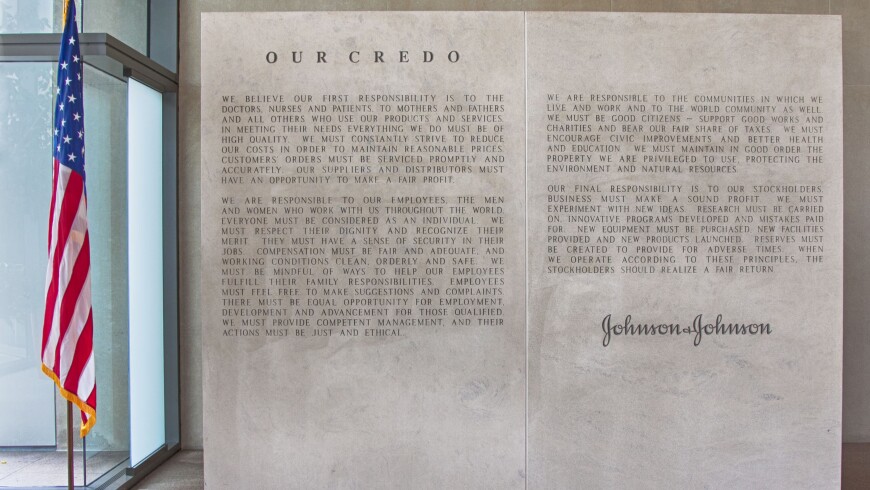 OUR CREDO
WE BELIEVE OUR FIRST RESPONSIBILITY IS TO THE
DOCTORS, NURSES AND PATIENTS, TO MOTHERS AND FATHERS
AND ALL OTHERS WHO USE OUR PRODUCTS AND SERVICES.
IN MEETING THEIR NEEDS EVERYTHING WE DO MUST BE OF
HIGH QUALITY. WE MUST CONSTANTLY STRIVE TO REDUCE
OUR COSTS IN ORDER TO MAINTAIN REASONABLE PRICES.
CUSTOMERS' ORDERS MUST BE SERVICED PROMPTLY AND
ACCURATELY. OUR SUPPLIERS AND DISTRIBUTORS MUST
HAVE AN OPPORTUNITY TO MAKE A FAIR PROFIT.
WE ARE RESPONSIBLE TO OUR EMPLOYEES, THE MEN
AND WOMEN WHO WORK WITH US THROUGHOUT THE WORLD.
EVERYONE MUST BE CONSIDERED AS AN INDIVIDUAL. WE
MUST RESPECT THEIR DIGNITY AND RECOGNIZE THEIR
MERIT. THEY MUST HAVE A SENSE OF SECURITY IN THEIR
JOBS. COMPENSATION MUST BE FAIR AND ADEQUATE, AND
WORKING CONDITIONS CLEAN, ORDERLY AND SAFE. WE
MUST BE MINDFUL OF WAYS TO HELP OUR EMPLOYEES
FULFILL THEIR FAMILY RESPONSIBILITIES. EMPLOYEES
MUST FEEL FREE TO MAKE SUGGESTIONS AND COMPLAINTS.
THERE MUST BE EQUAL OPPORTUNITY FOR EMPLOYMENT,
DEVELOPMENT AND ADVANCEMENT FOR THOSE QUALIFIED.
WE MUST PROVIDE COMPETENT MANAGEMENT, AND THEIR
ACTIONS MUST BE JUST AND ETHICAL.
WE ARE RESPONSIBLE TO THE COMMUNITIES IN WHICH WE
LIVE AND WORK AND TO THE WORLD COMMUNITY AS WELL.
WE MUST BE GOOD CITIZENS – SUPPORT GOOD WORKS AND
CHARITIES AND BEAR OUR FAIR SHARE OF TAXES. WE MUST
ENCOURAGE CIVIC IMPROVEMENTS AND BETTER HEALTH
AND EDUCATION. WE MUST MAINTAIN IN GOOD ORDER THE
PROPERTY WE ARE PRIVILEGED TO USE, PROTECTING THE
ENVIRONMENT AND NATURAL RESOURCES.
OUR FINAL RESPONSIBILITY IS TO OUR STOCKHOLDERS.
BUSINESS MUST MAKE A SOUND PROFIT. WE MUST
EXPERIMENT WITH NEW IDEAS. RESEARCH MUST BE CARRIED
ON, INNOVATIVE PROGRAMS DEVELOPED AND MISTAKES PAID
FOR. NEW EQUIPMENT MUST BE PURCHASED, NEW FACILITIES
PROVIDED AND NEW PRODUCTS LAUNCHED. RESERVES MUST
BE CREATED TO PROVIDE FOR ADVERSE TIMES. WHEN
WE OPERATE ACCORDING TO THESE PRINCIPLES, THE
STOCKHOLDERS SHOULD REALIZE A FAIR RETURN.
Johnson & Johnson